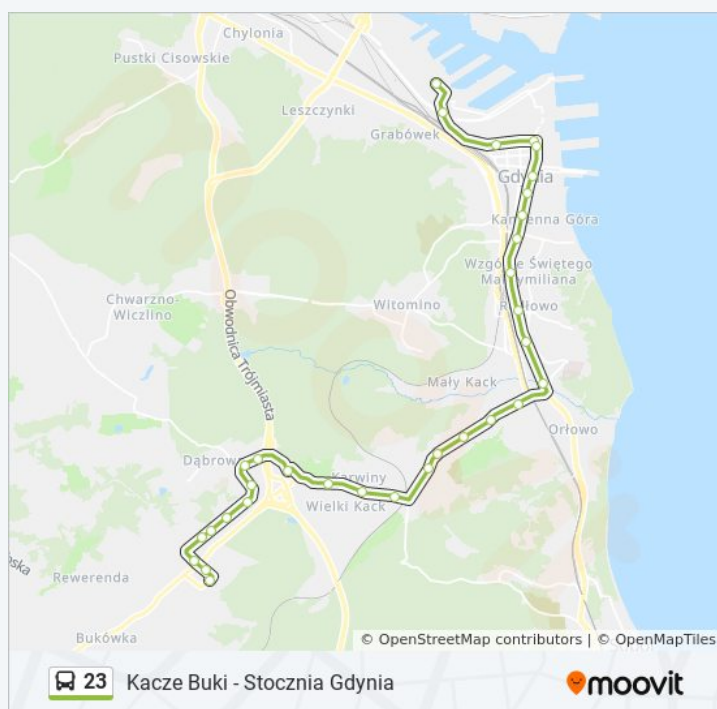 Chylonia
Pustki Cisowskie
Leszczynki
Grabówek
Gdynia
Kamienna Góra
Wzgórze Świętego
Maksymiliana
Chwarzno-
Wiczlino
Witomino
Redłowo
Obwodnica Trójmiasta
Mały Kack
Orłowo
Dąbrowa
Karwiny
Wielki Kack
Rewerenda
Bukówka
© OpenStreetMap contributors | © OpenMapTiles
23 Kacze Buki - Stocznia Gdynia
moovit